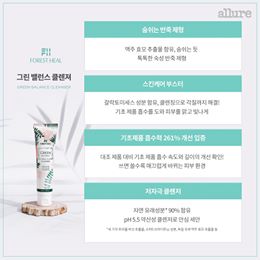 allure
FOREST HEAL
그린 밸런스 클렌져
GREEN BALANCE CLEANSER
숨쉬는 반죽 제형
맥주 효모 추출물 함유, 숨쉬는 듯
톡톡한 숙성 반죽 제형
스킨케어 부스터
갈락토미세스 성분 함유, 클렌징으로 각질까지 해결!
기초 제품 흡수를 도와 피부를 맑고 빛나게
기초제품 흡수력 261% 개선 입증
대조 제품 대비 기초 제품 흡수 속도와 깊이의 개선 확인!
쓰면 쓸수록 매끄럽게 바뀌는 피부 환경
저자극 클렌저
자연 유래성분* 90% 함유
pH 5.5 약산성 클렌저로 안심 세안